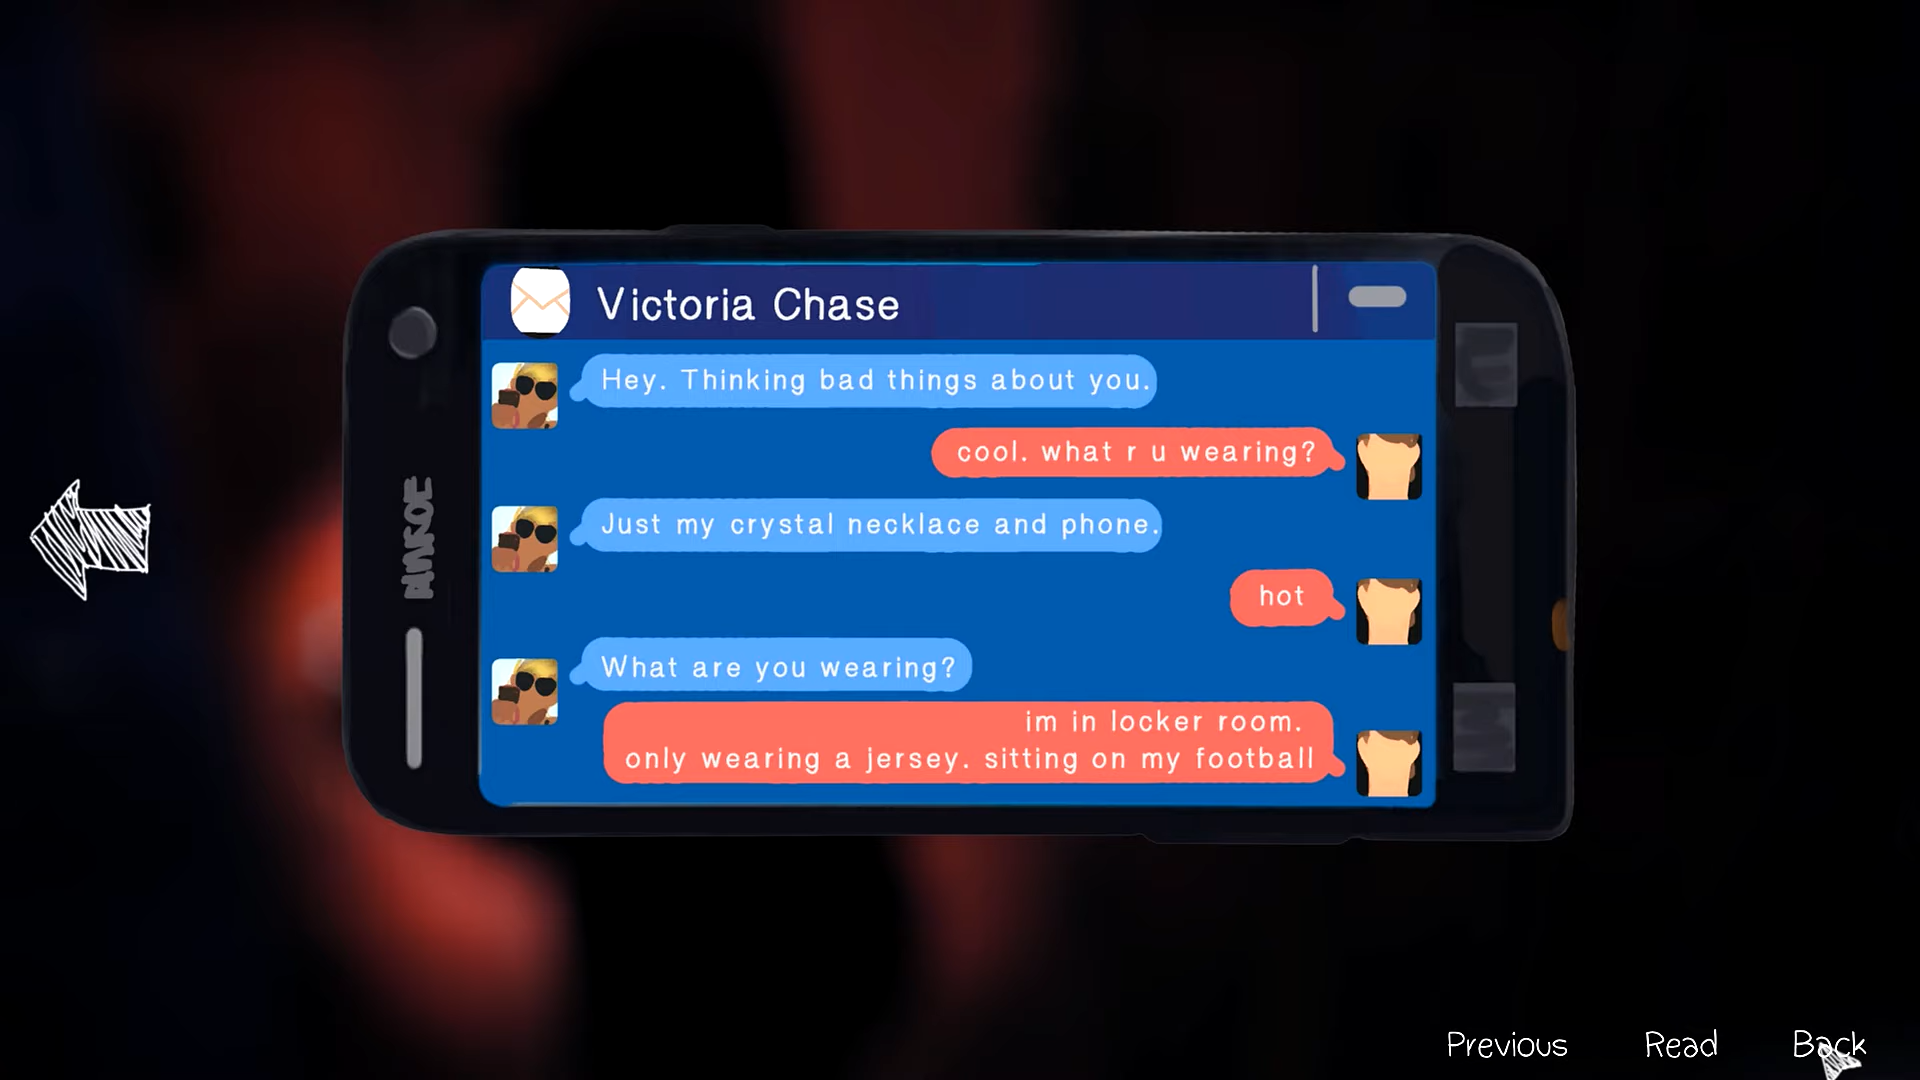 Victoria Chase
Hey. Thinking bad things about you.
cool. what r u wearing?
Just my crystal necklace and phone.
hot
What are you wearing?
im in locker room.
only wearing a jersey. sitting on my football
Previous
Read
Back